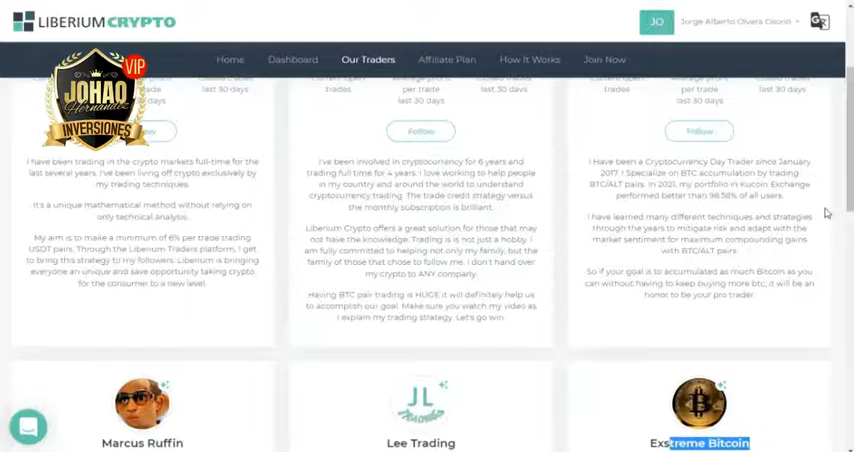 LIBERIUMCRYPTO
JO
Jorge Alberto Olvera Osorio
Home
Dashboard
Our Traders
Affiliate Plan
How It Works
Join Now
VIP
JOHAO
Hernandez
INVERSIONES
last 30 days
trades
per trade
last 30 days
last 30 days
trades
per trade
last 30 days
last 30 days
Follow
Follow
I have been trading in the crypto markets full-time for the
last several years. I've been living off crypto exclusively by
my trading techniques.
It's a unique mathematical method without relying on
only technical analysis.
My aim is to make a minimum of 6% per trade trading
USDT pairs. Through the Liberium Traders platform, I get
to bring this strategy to my followers. Liberium is bringing
everyone an unique and save opportunity taking crypto
for the consumer to a new level.
I've been involved in cryptocurrency for 6 years and
trading full time for 4 years. I love working to help people
in my country and around the world to understand
cryptocurrency trading. The trade credit strategy versus
the monthly subscription is brilliant.
Liberium Crypto offers a great solution for those that may
not have the knowledge. Trading is not just a hobby. I
am fully committed to helping not only my family, but the
family of those that chose to follow me. I don't hand over
my crypto to ANY company.
Having BTC pair trading is HUGE it will definitely help us
to accomplish our goal. Make sure you watch my video as
I explain my trading strategy. Let's go win.
I Have been a Cryptocurrency Day Trader since January
2017. I Specialize on BTC accumulation by trading
BTC/ALT pairs. In 2021, my portfolio in Kucoin Exchange
performed better than 98.58% of all users.
I have learned many different techniques and strategies
through the years to mitigate risk and adapt with the
market sentiment for maximum compounding gains
with BTC/ALT pairs
So if your goal is to accumulated as much Bitcoin as you
can without having to keep buying more btc, it will be an
honor to be your pro trader
JL
TRADING
Marcus Ruffin
Lee Trading
Exstreme Bitcoin